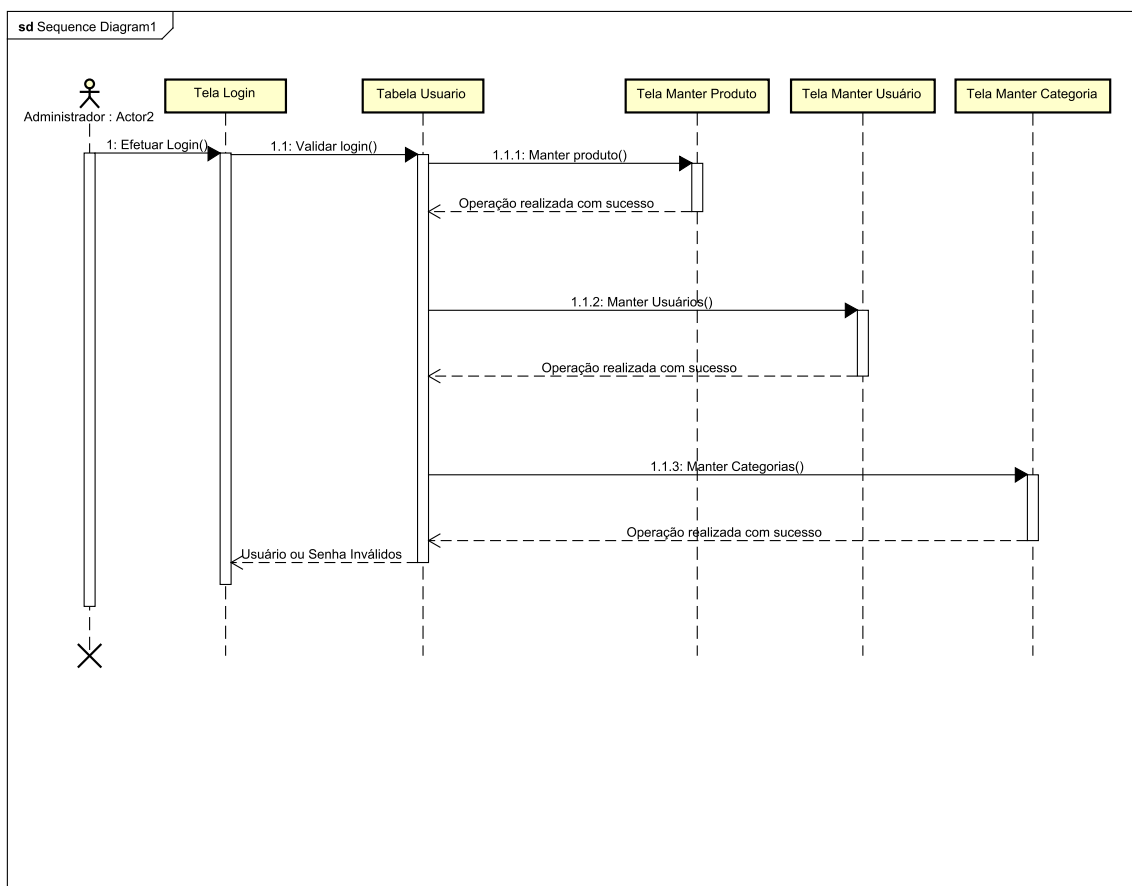 sd Sequence Diagram1
Administrador : Actor2
Tela Login
Tabela Usuario
Tela Manter Produto
Tela Manter Usuário
Tela Manter Categoria
1: Efetuar Login()
1.1: Validar login()
1.1.1: Manter produto()
Operação realizada com sucesso
1.1.2: Manter Usuários()
Operação realizada com sucesso
1.1.3: Manter Categorias()
Operação realizada com sucesso
Usuário ou Senha Inválidos